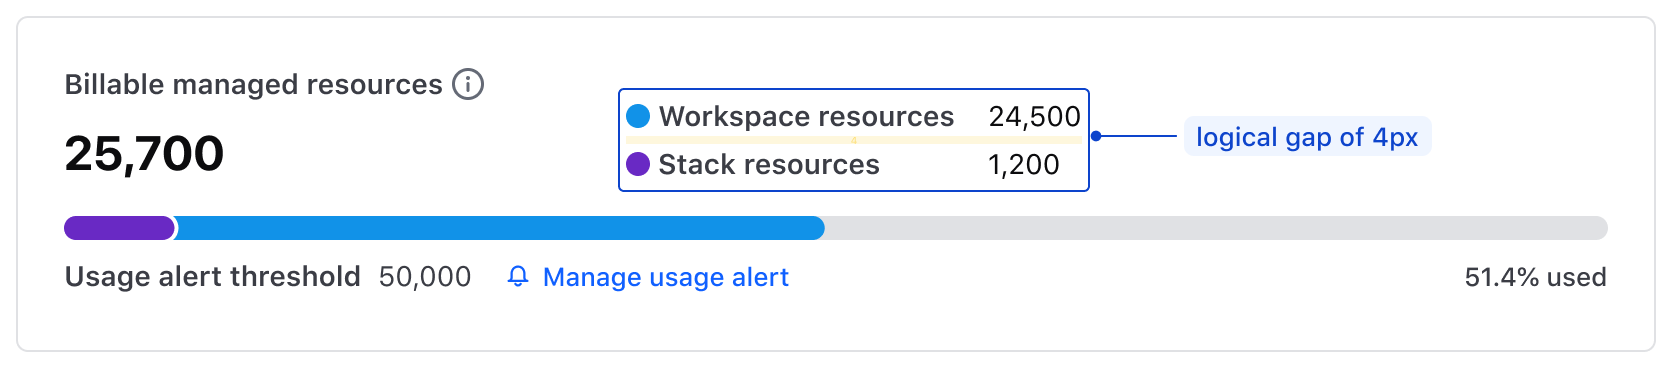 Billable managed resources
25,700
Workspace resources 24,500
4
Stack resources 1,200
logical gap of 4px
Usage alert threshold 50,000 Manage usage alert 51.4% used